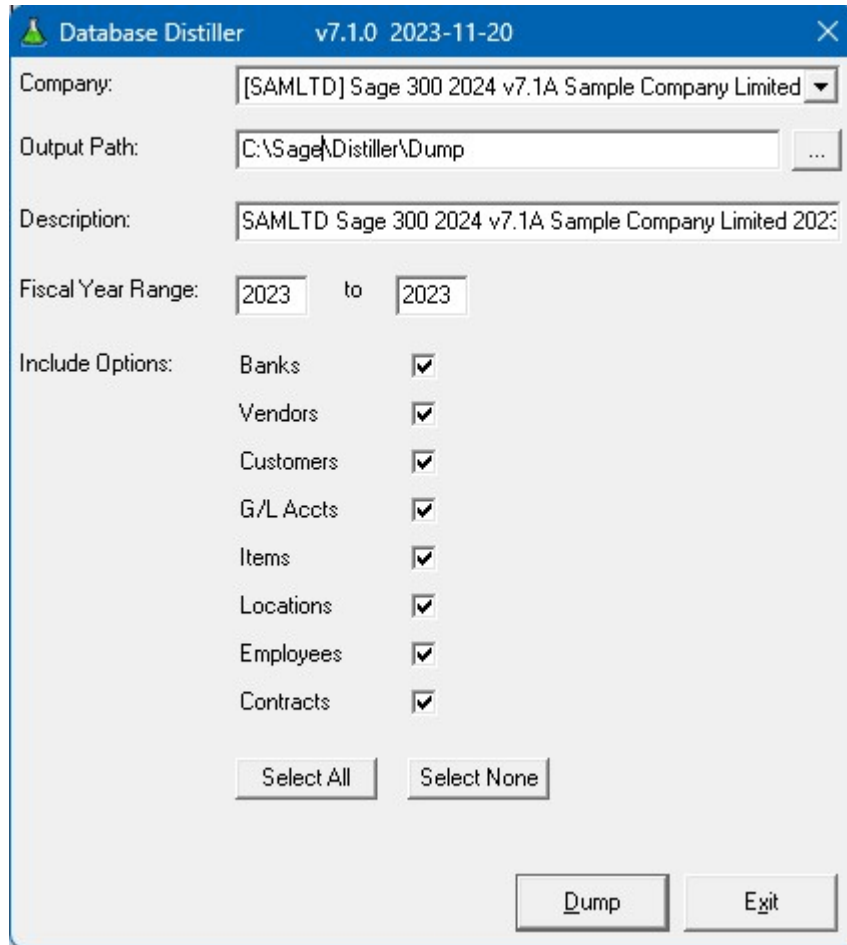 Database Distiller v7.1.0 2023-11-20
Company: [SAMLTD] Sage 300 2024 v7.1A Sample Company Limited
Output Path: C:\Sage\Distiller\Dump ...
Description: SAMLTD Sage 300 2024 v7.1A Sample Company Limited 2023
Fiscal Year Range: 2023 to 2023
Include Options: Banks
Vendors
Customers
G/L Accts
Items
Locations
Employees
Contracts
Select All Select None
Dump Exit